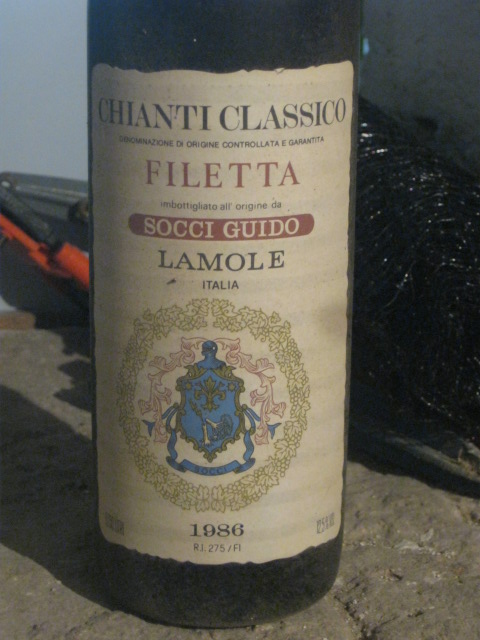 CHIANTI CLASSICO
DENOMINAZIONE DI ORIGINE CONTROLLATA E GARANTITA
FILETTA
imbottigliato all' origine da
SOCCI GUIDO
LAMOLE
ITALIA
SOCCI
1986
R.I. 275/FI